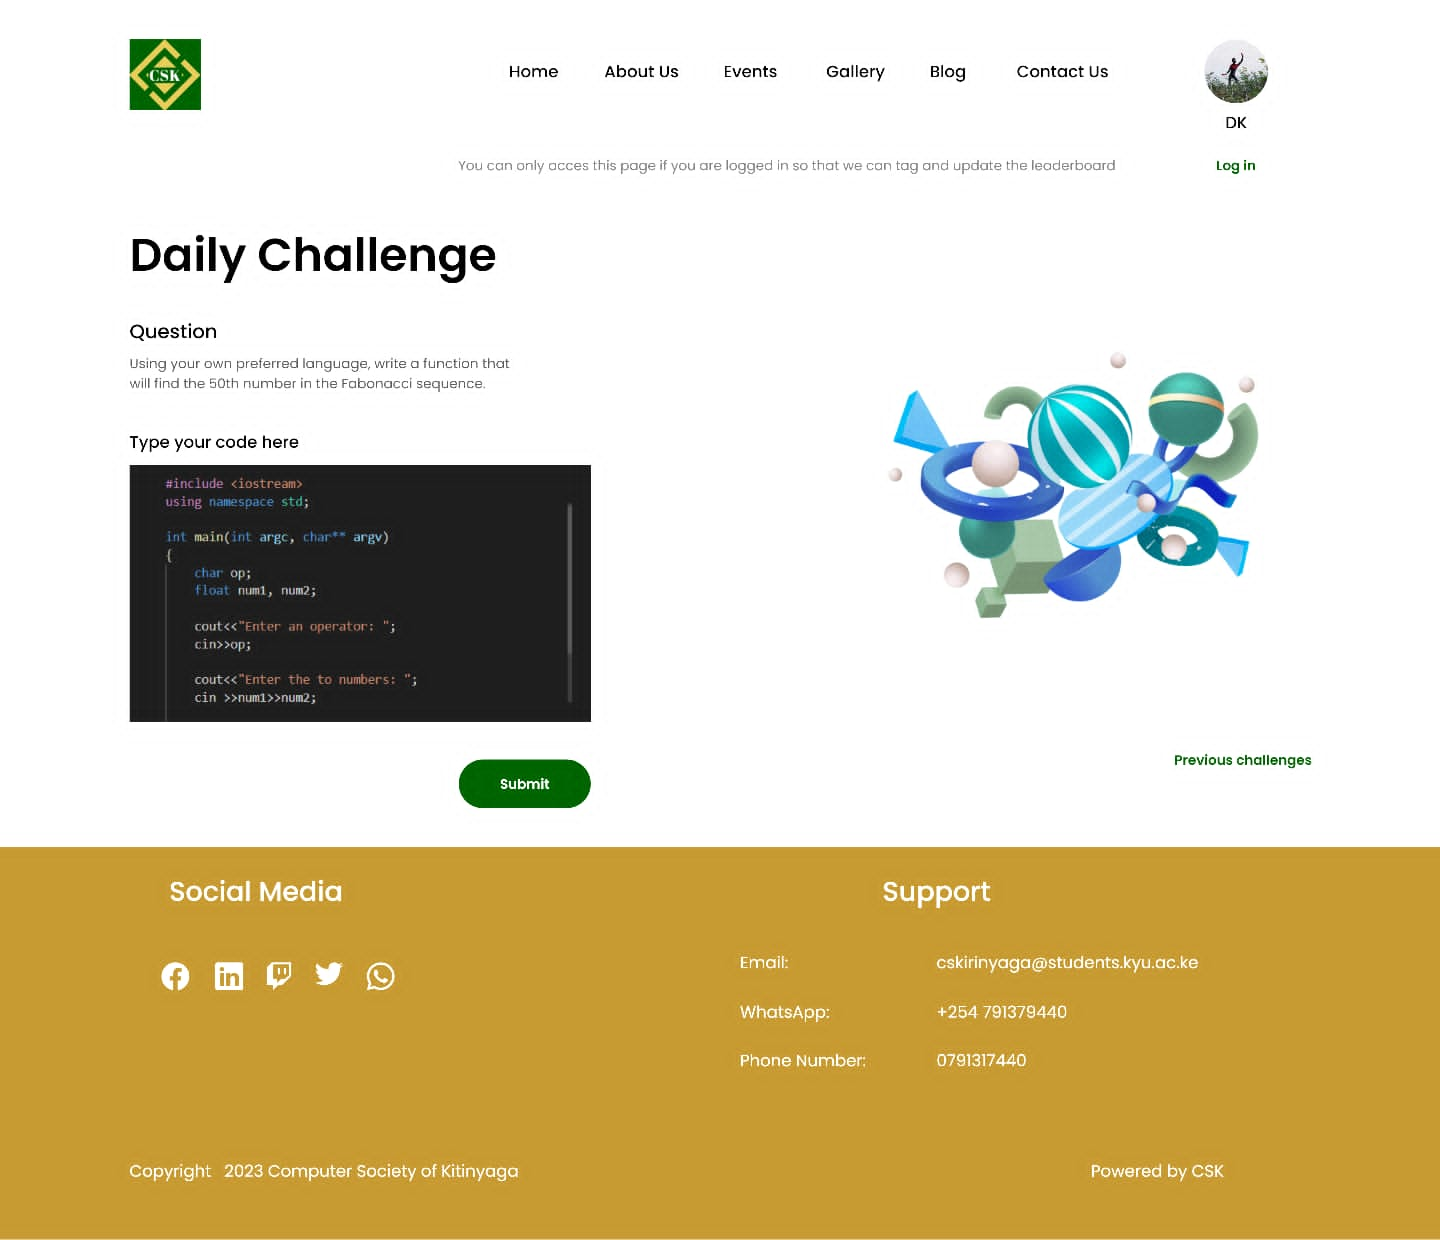 CSK
Home
About Us
Events
Gallery
Blog
Contact Us
DK
You can only acces this page if you are logged in so that we can tag and update the leaderboard
Log in
Daily Challenge
Question
Using your own preferred language, write a function that
will find the 50th number in the Fabonacci sequence.
Type your code here
#include <iostream>
using namespace std;
int main(int argc, char** argv)
{
char op;
float num1, num2;
cout<<"Enter an operator: ";
cin>>op;
cout<<"Enter the to numbers: ";
cin >>num1>>num2;
Submit
Previous challenges
Social Media
Support
Email: cskirinyaga@students.kyu.ac.ke
WhatsApp: +254 791379440
Phone Number: 0791317440
Copyright 2023 Computer Society of Kitinyaga
Powered by CSK